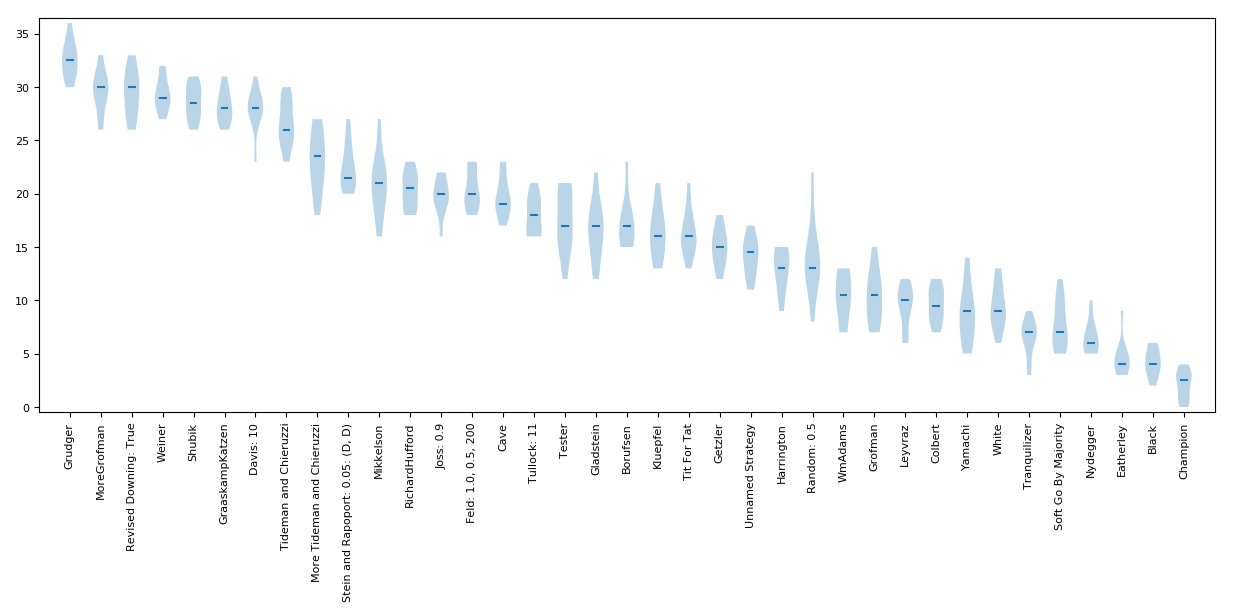 35
30
25
20
15
10
5
0
Grudger
MoreGrofman
Revised Downing: True
Weiner
Shubik
GraaskampKatzen
Davis: 10
Tideman and Chieruzzi
More Tideman and Chieruzzi
Stein and Rapoport: 0.05: (D, D)
Mikkelson
RichardHufford
Joss: 0.9
Feld: 1.0, 0.5, 200
Cave
Tullock: 11
Tester
Gladstein
Borufsen
Kluepfel
Tit For Tat
Getzler
Unnamed Strategy
Harrington
Random: 0.5
WmAdams
Grofman
Leyvraz
Colbert
Yamachi
White
Tranquilizer
Soft Go By Majority
Nydegger
Eatherley
Black
Champion